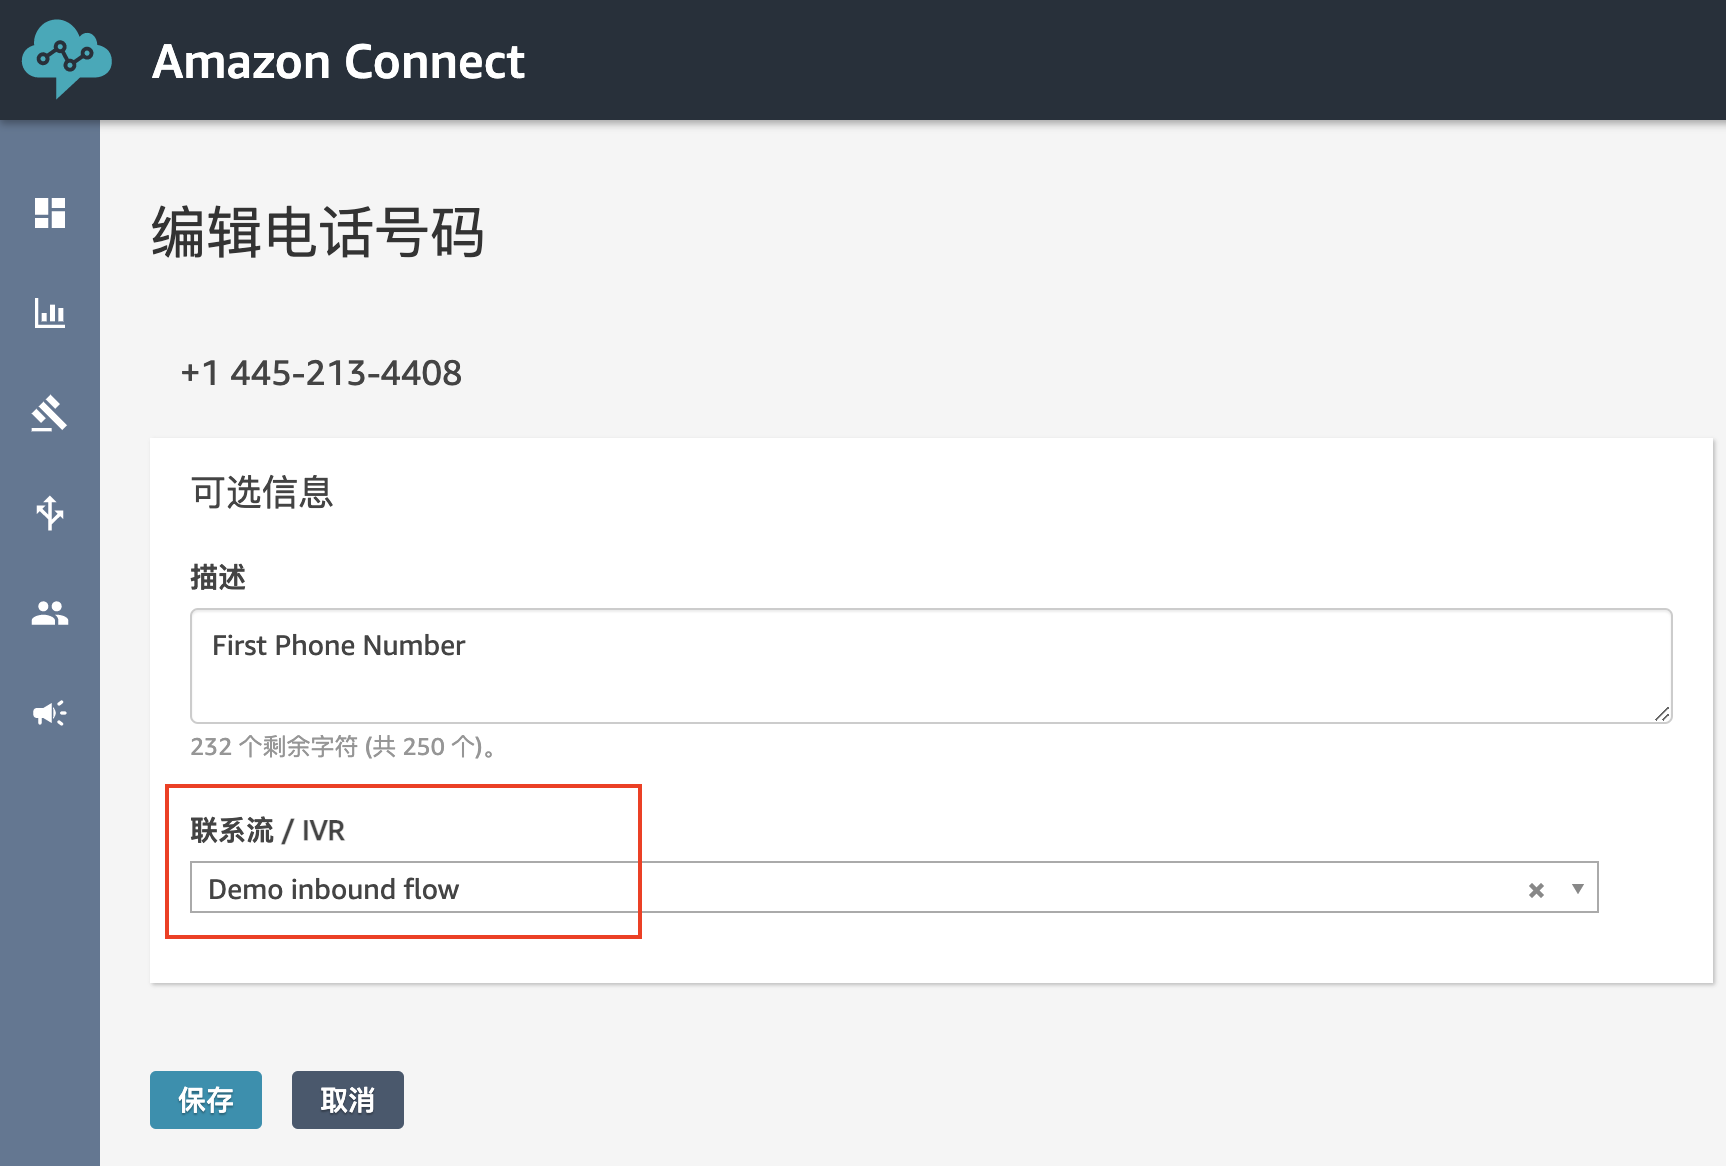 Amazon Connect
编辑电话号码
+1 445-213-4408
可选信息
描述
First Phone Number
232 个剩余字符 (共 250 个)。
联系流 / IVR
Demo inbound flow
保存 取消